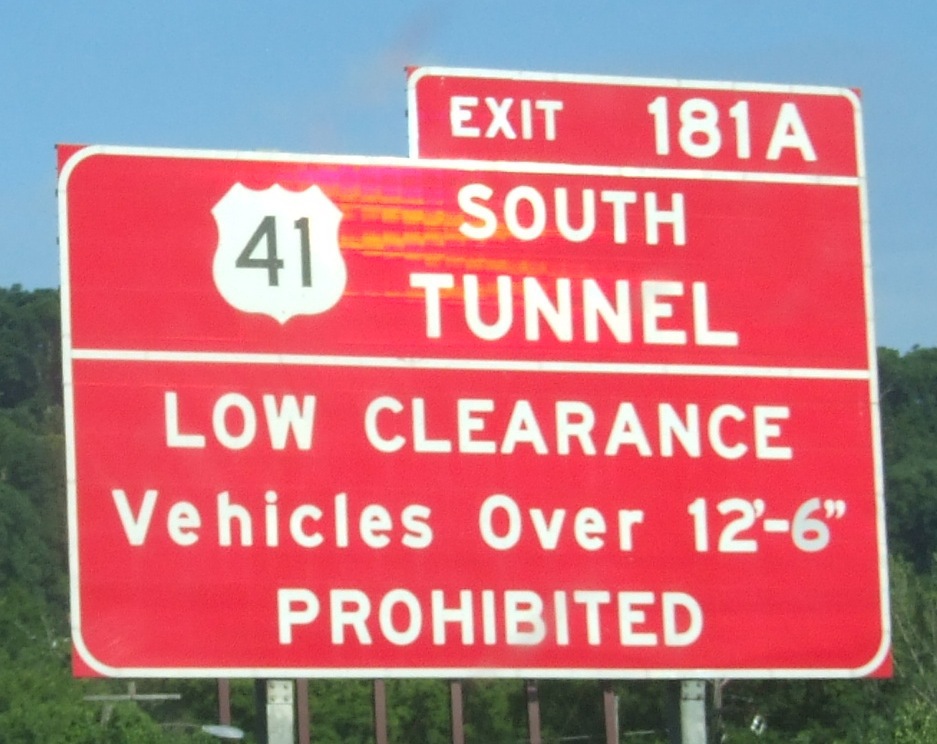 EXIT 181A
41 SOUTH
TUNNEL
LOW CLEARANCE
Vehicles Over 12'-6"
PROHIBITED